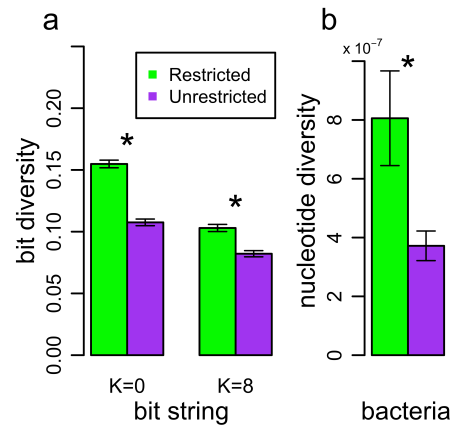 a
bit diversity
0.00
0.05
0.10
0.15
0.20
Restricted
Unrestricted
*
*
K=0
K=8
bit string
b
x 10⁻⁷
nucleotide diversity
0
2
4
6
8
*
bacteria